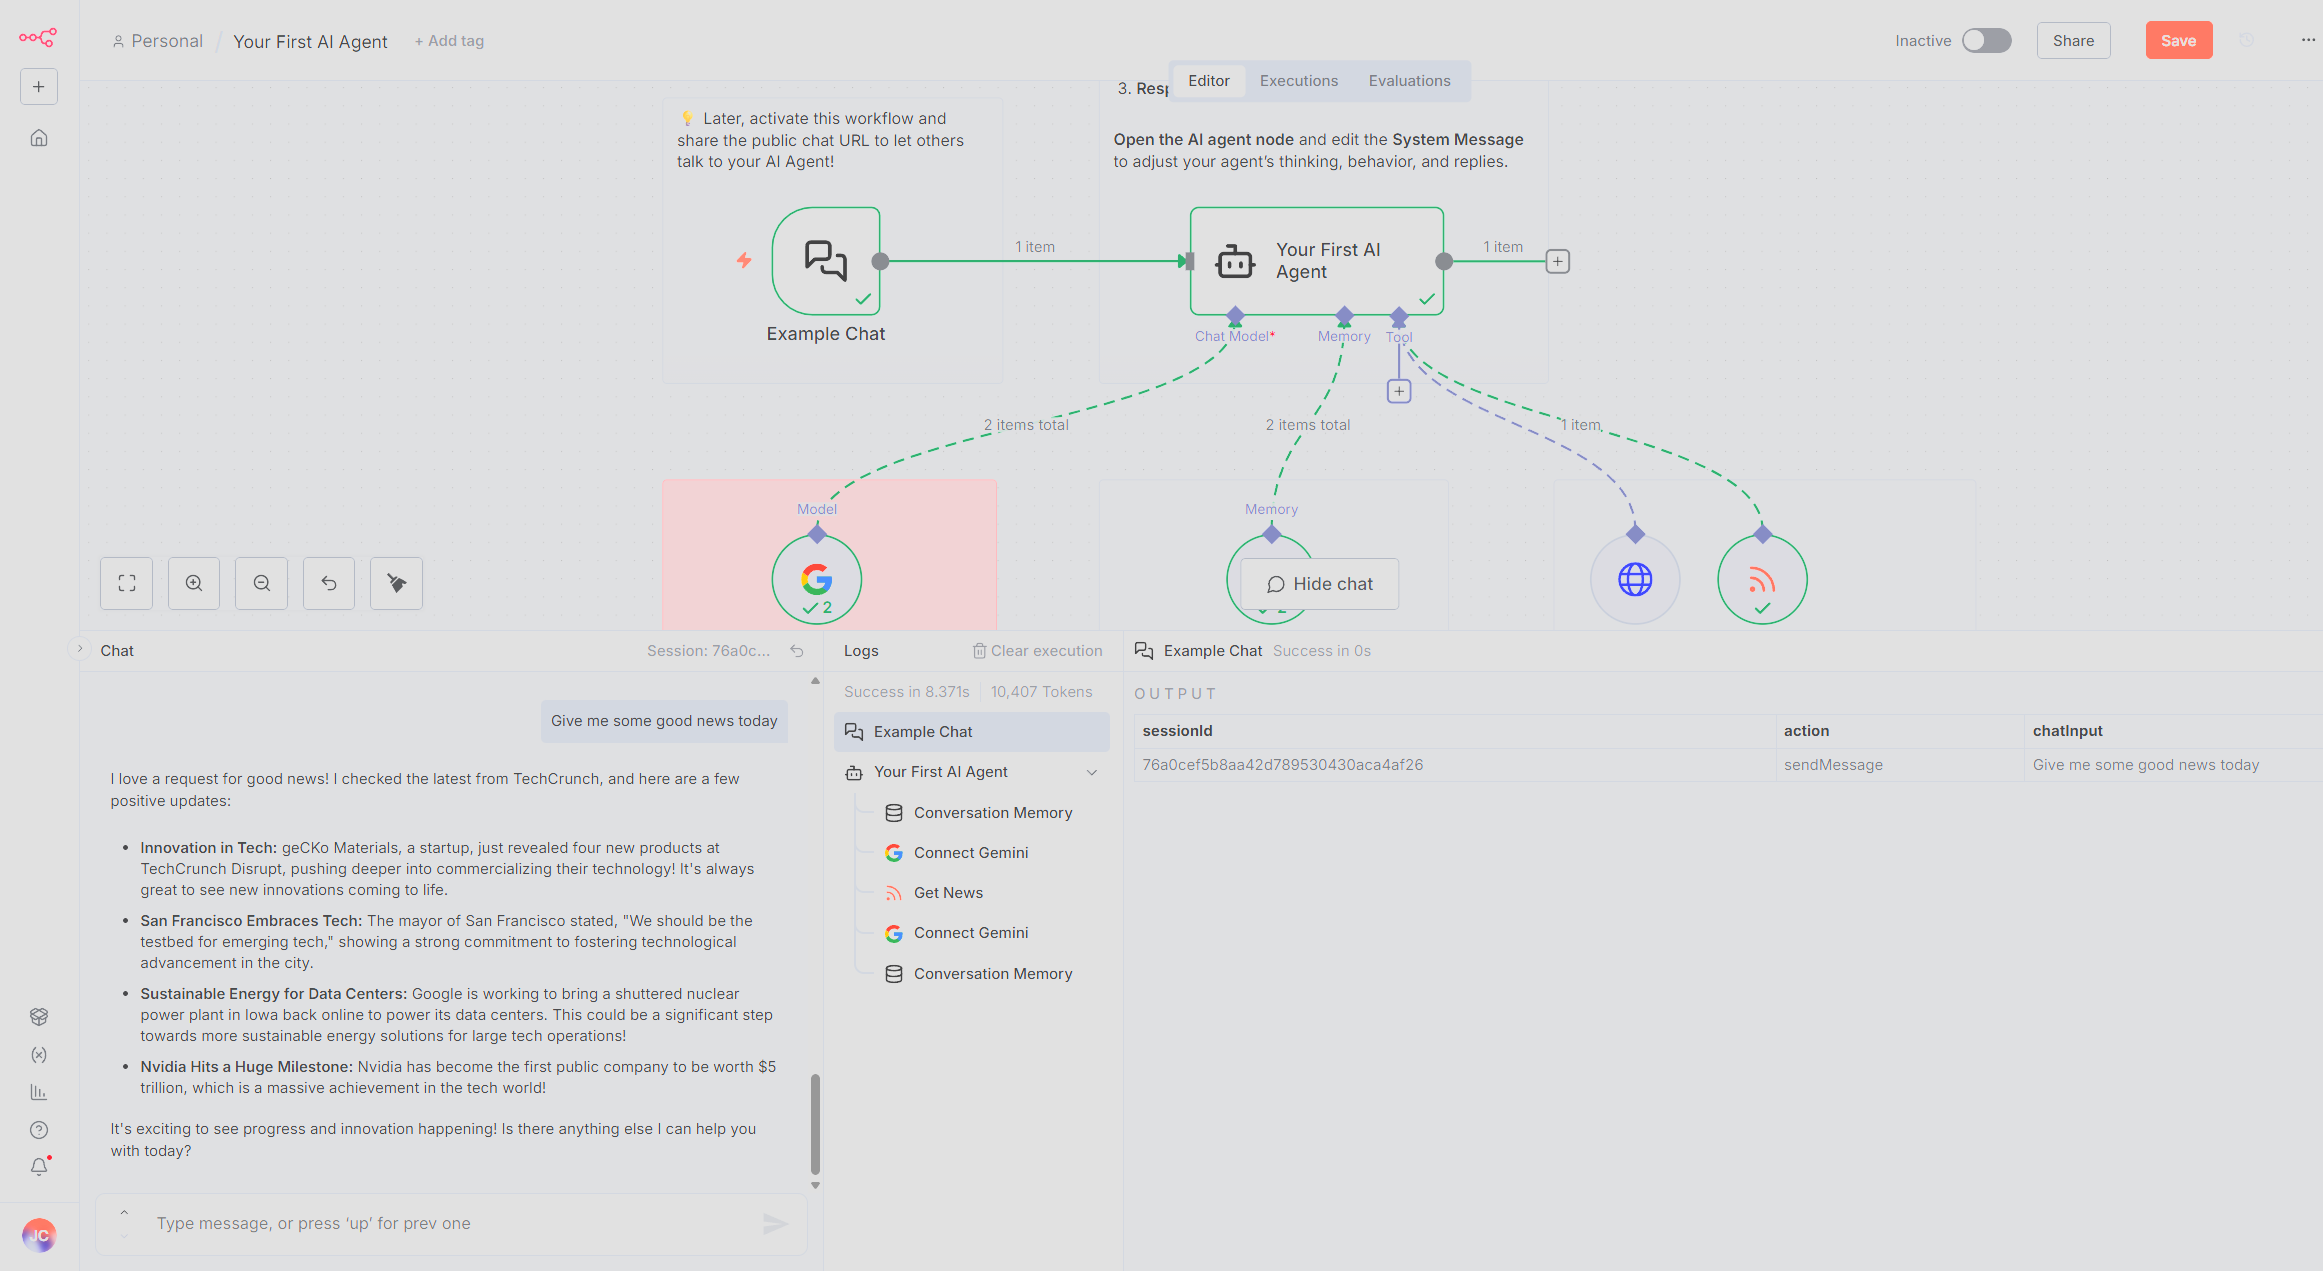 Personal / Your First AI Agent + Add tag
Inactive
Share
Save
Editor Executions Evaluations
💡 Later, activate this workflow and
share the public chat URL to let others
talk to your AI Agent!
3. Resp
Open the AI agent node and edit the System Message
to adjust your agent’s thinking, behavior, and replies.
Example Chat
1 item
Your First AI
Agent
1 item
Chat Model*
Memory
Tool
2 items total
2 items total
1 item
Model
2
Memory
Hide chat
Chat
Session: 76a0c...
Give me some good news today
I love a request for good news! I checked the latest from TechCrunch, and here are a few
positive updates:
• Innovation in Tech: geCKo Materials, a startup, just revealed four new products at
TechCrunch Disrupt, pushing deeper into commercializing their technology! It's always
great to see new innovations coming to life.
• San Francisco Embraces Tech: The mayor of San Francisco stated, "We should be the
testbed for emerging tech," showing a strong commitment to fostering technological
advancement in the city.
• Sustainable Energy for Data Centers: Google is working to bring a shuttered nuclear
power plant in Iowa back online to power its data centers. This could be a significant step
towards more sustainable energy solutions for large tech operations!
• Nvidia Hits a Huge Milestone: Nvidia has become the first public company to be worth $5
trillion, which is a massive achievement in the tech world!
It's exciting to see progress and innovation happening! Is there anything else I can help you
with today?
Type message, or press ‘up’ for prev one
JC
Logs
Clear execution
Success in 8.371s | 10,407 Tokens
Example Chat
Your First AI Agent
Conversation Memory
Connect Gemini
Get News
Connect Gemini
Conversation Memory
Example Chat Success in 0s
OUTPUT
sessionId action chatInput
76a0cef5b8aa42d789530430aca4af26 sendMessage Give me some good news today